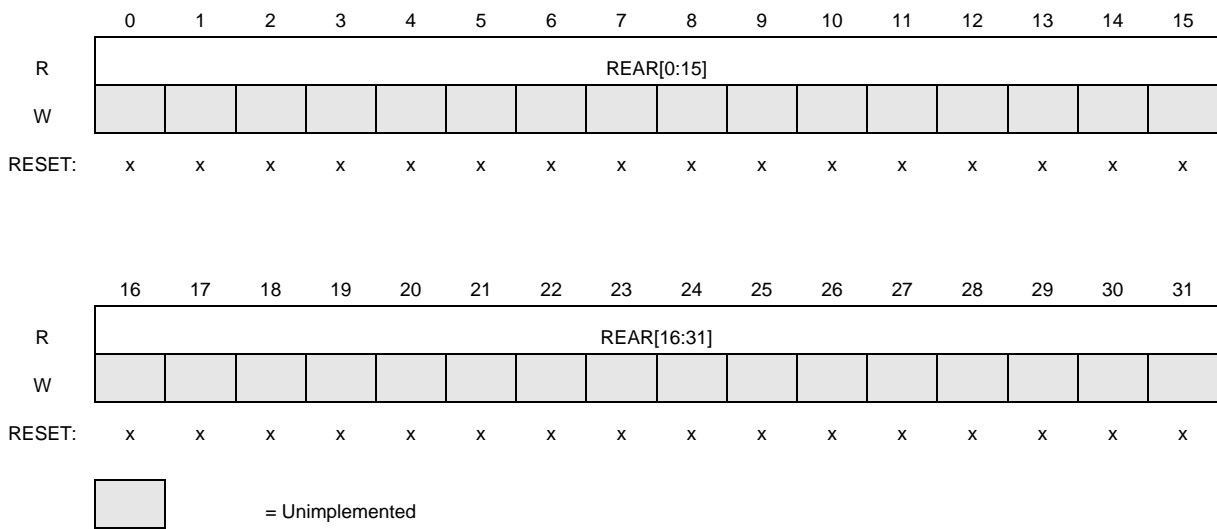 0 1 2 3 4 5 6 7 8 9 10 11 12 13 14 15
R REAR[0:15]
W
RESET: x x x x x x x x x x x x x x x x
16 17 18 19 20 21 22 23 24 25 26 27 28 29 30 31
R REAR[16:31]
W
RESET: x x x x x x x x x x x x x x x x
= Unimplemented